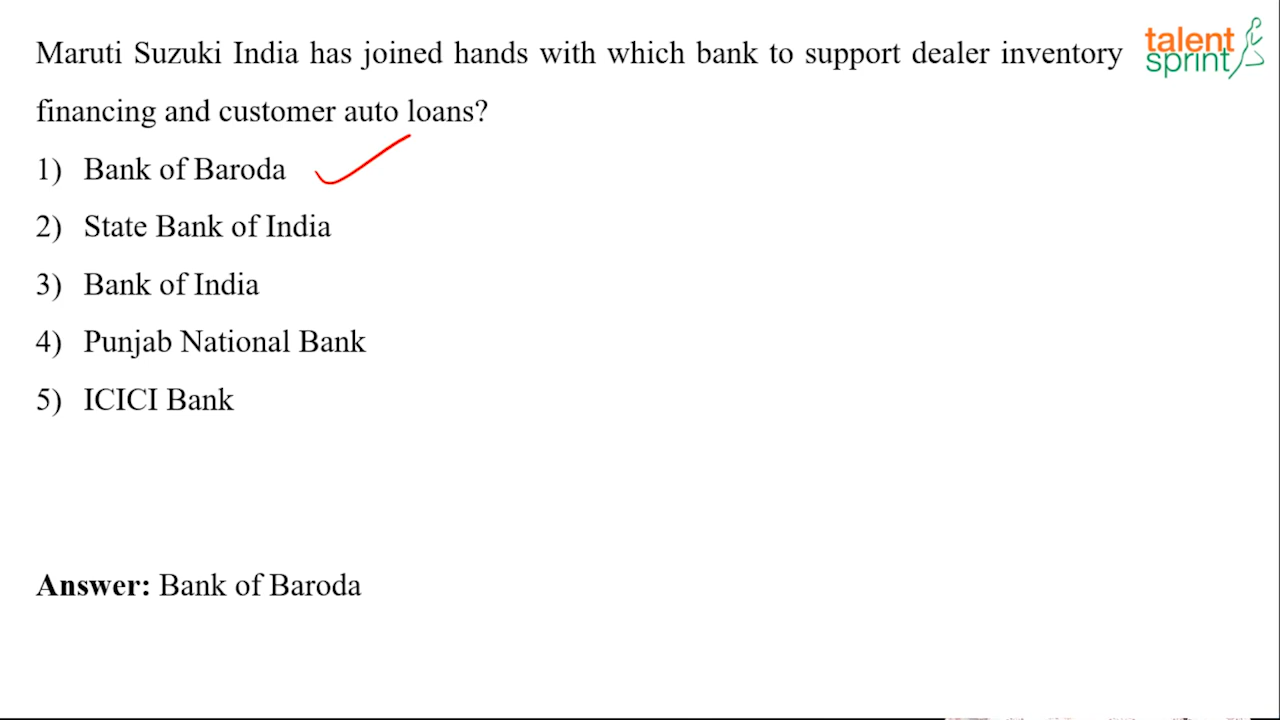 Maruti Suzuki India has joined hands with which bank to support dealer inventory
financing and customer auto loans?
1) Bank of Baroda
2) State Bank of India
3) Bank of India
4) Punjab National Bank
5) ICICI Bank
Answer: Bank of Baroda
talent
sprint